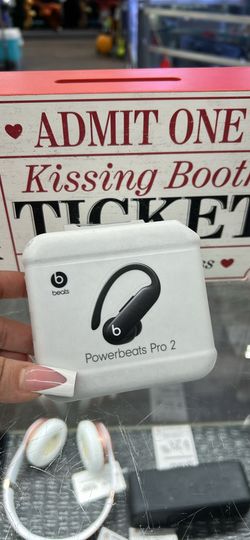 ADMIT ONE
Kissing Booth
TICKET
beats
Powerbeats Pro 2